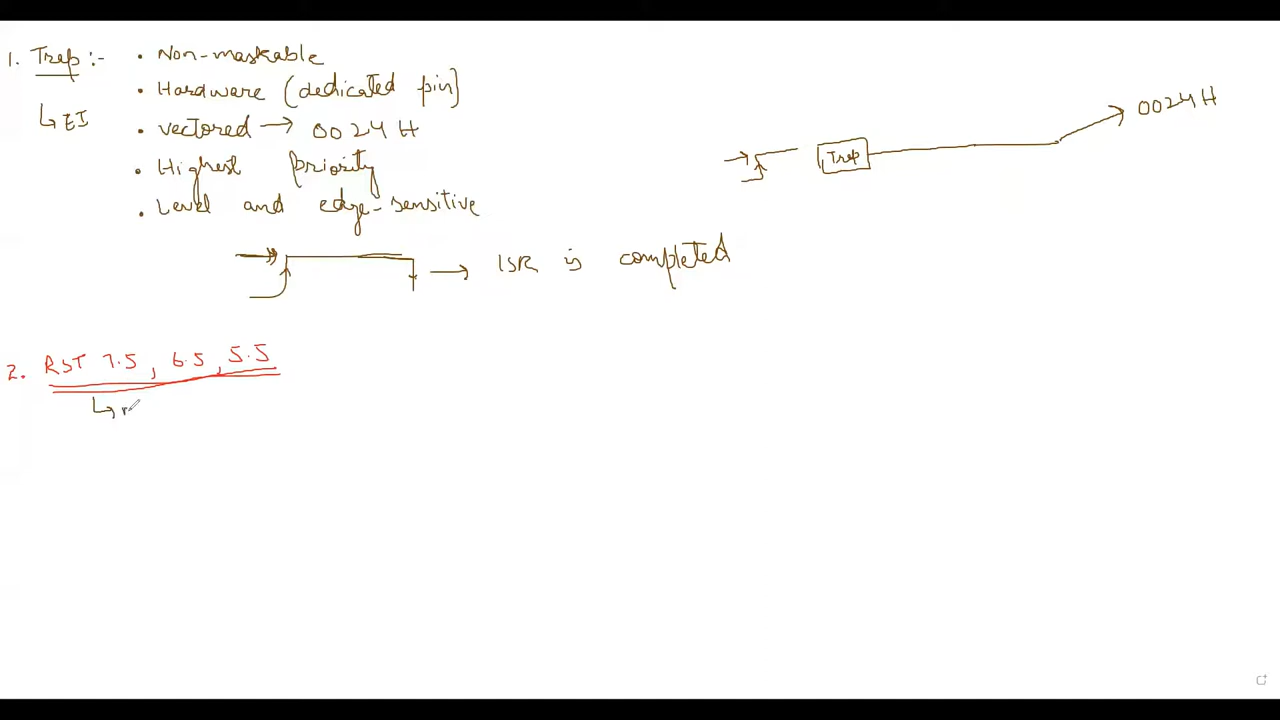 1. Trap :- • Non-maskable
• Hardware (dedicated pin)
↳ EI
• vectored → 0024 H
• Highest priority
• Level and edge-sensitive
→ ISR is completed
Trap
0024 H
2. RST 7.5, 6.5, 5.5